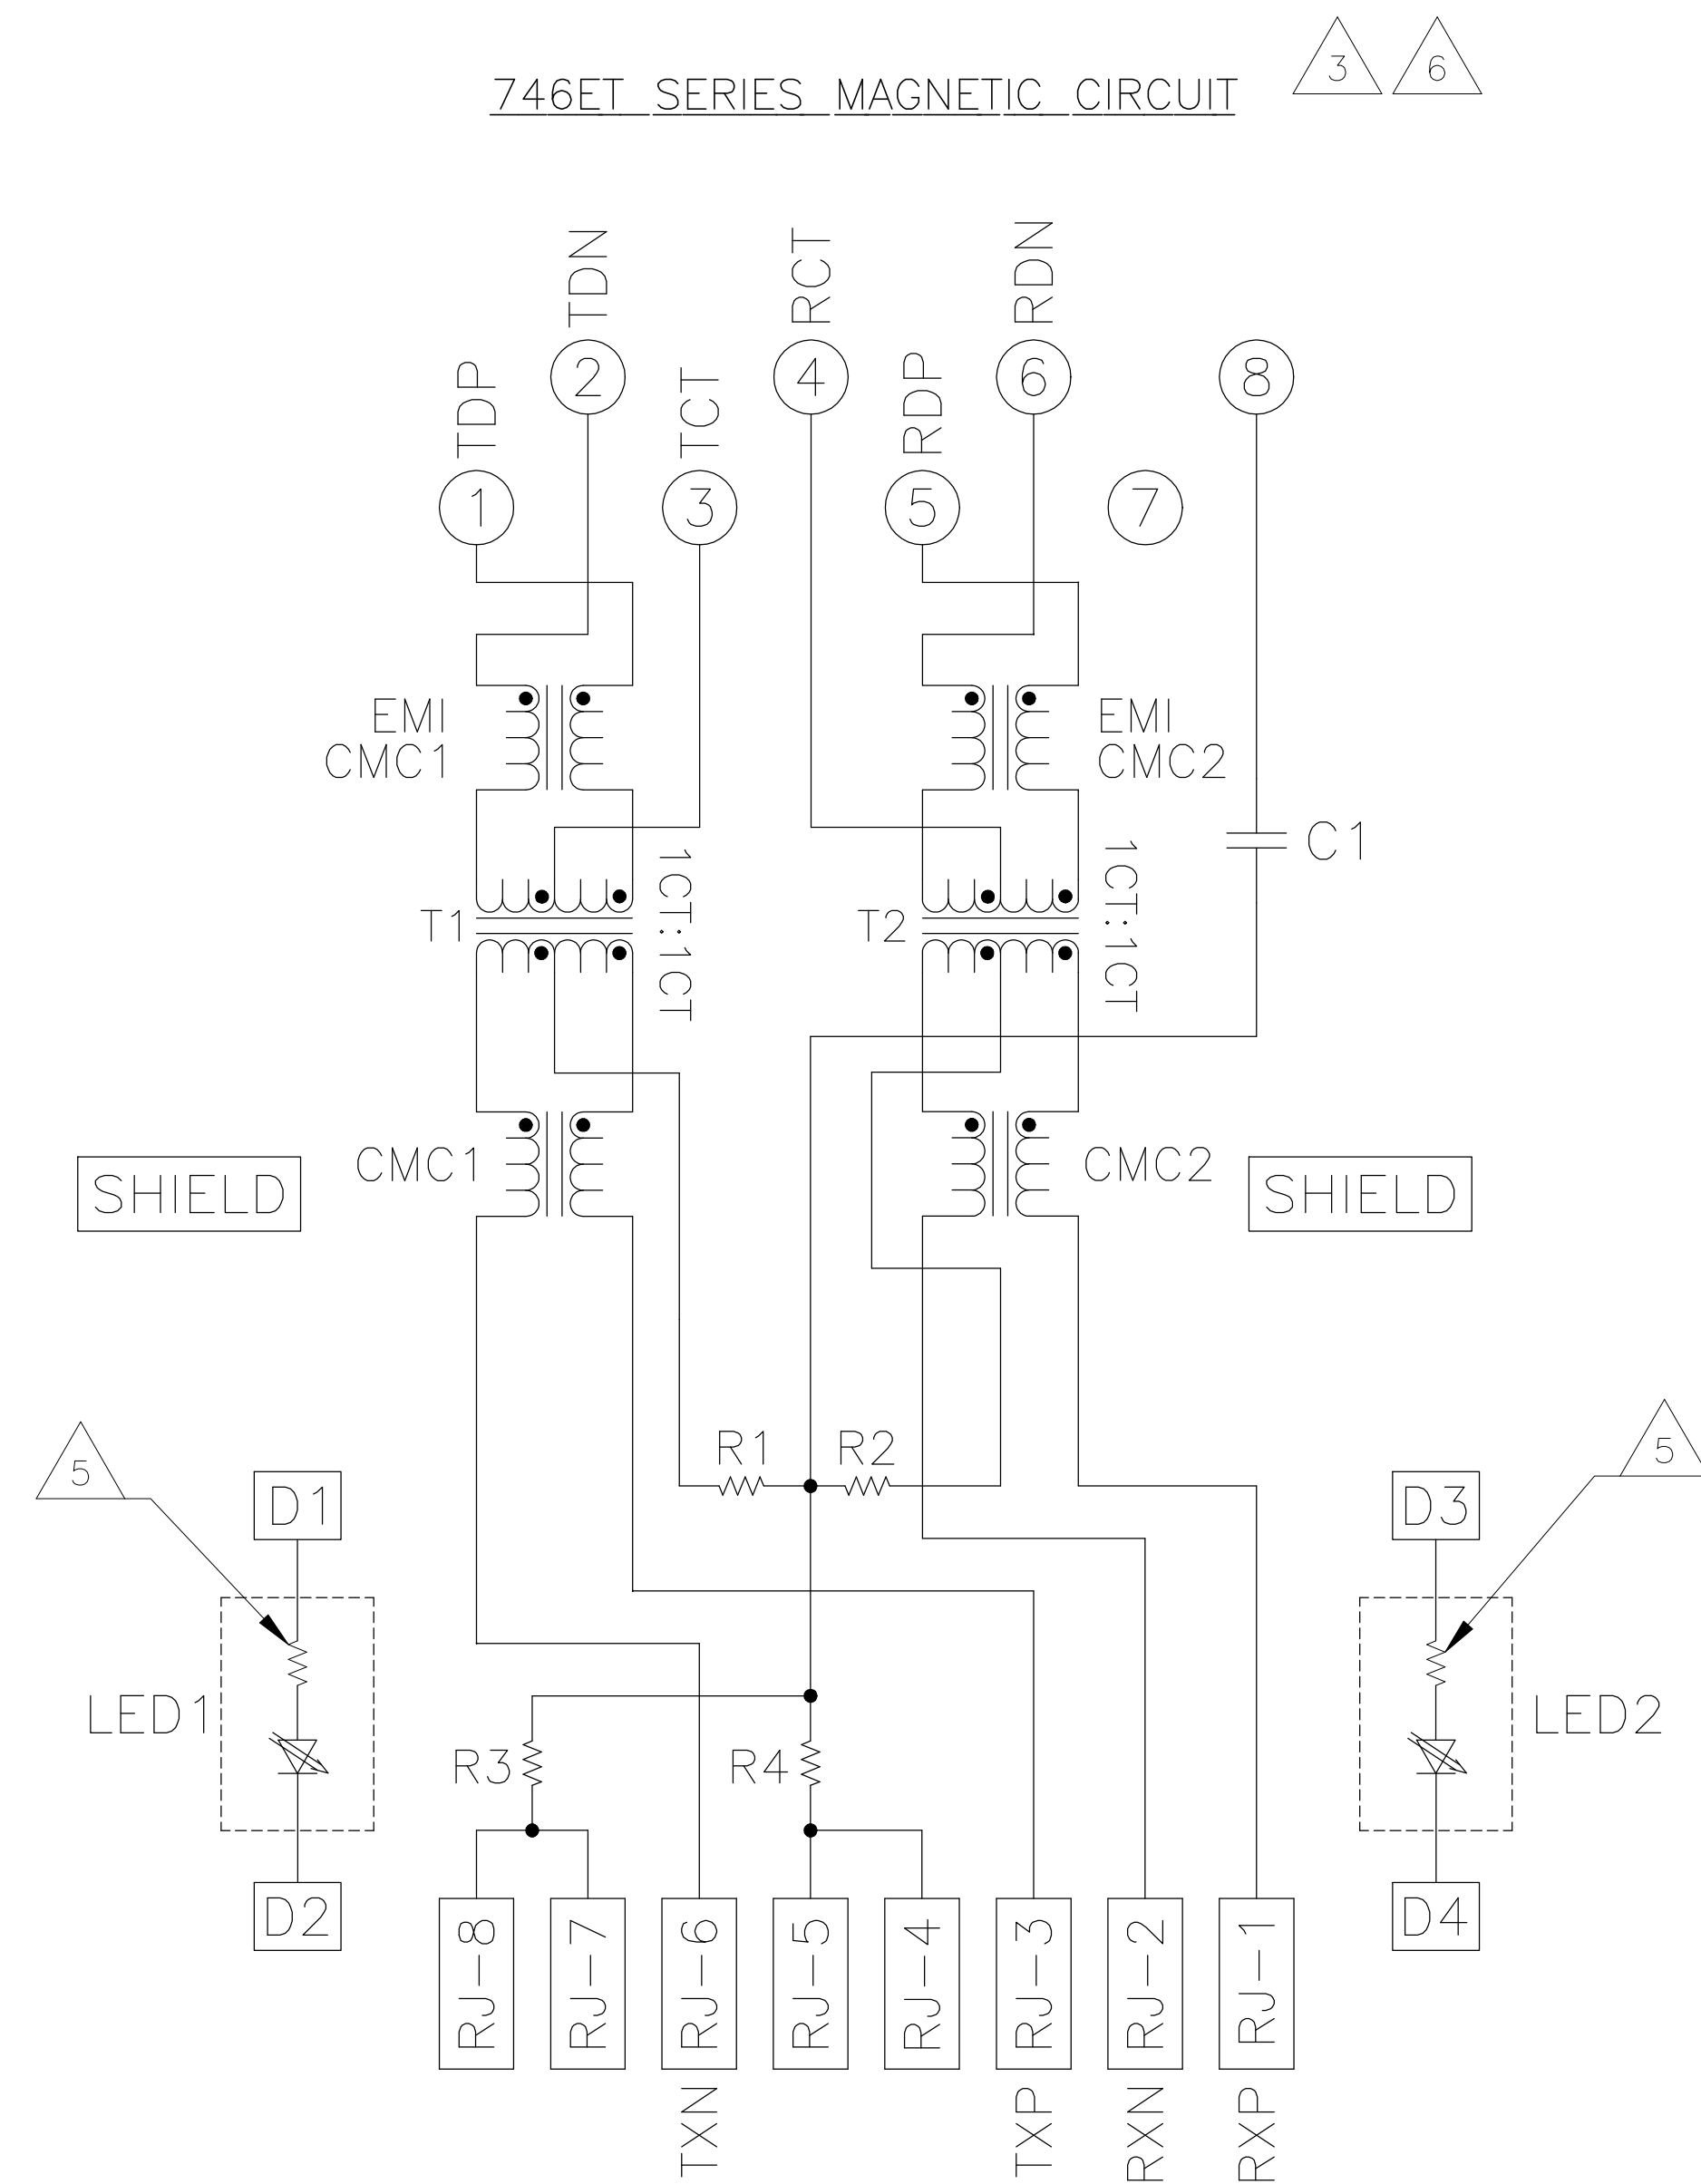 746ET SERIES MAGNETIC CIRCUIT
3
6
TDN
RCT
RDN
2
4
6
8
TDP
TCT
RDP
1
3
5
7
EMI
CMC1
EMI
CMC2
C1
T1
1CT:1CT
T2
1CT:1CT
CMC1
CMC2
SHIELD
SHIELD
R1
R2
5
5
D1
D3
LED1
LED2
R3
R4
D2
D4
RJ-8
RJ-7
RJ-6
RJ-5
RJ-4
RJ-3
RJ-2
RJ-1
TXN
TXP
RXN
RXP